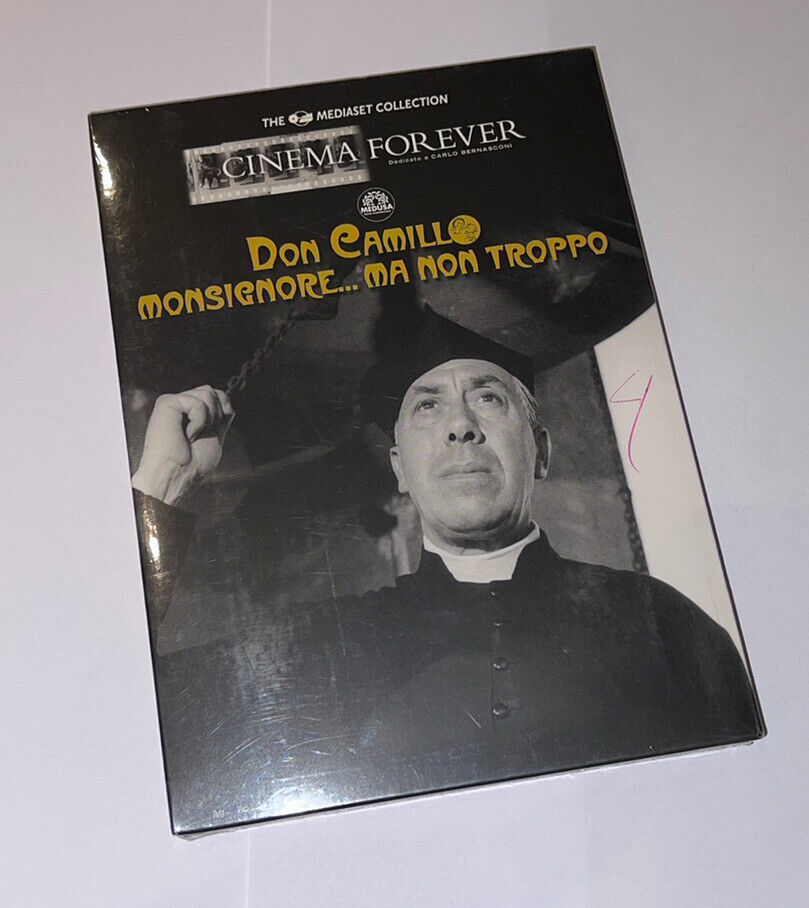 THE MEDIASET COLLECTION
CINEMA FOREVER
Dedicato a CARLO BERNASCONI
MEDUSA
DON CAMILLO
MONSIGNORE... MA NON TROPPO